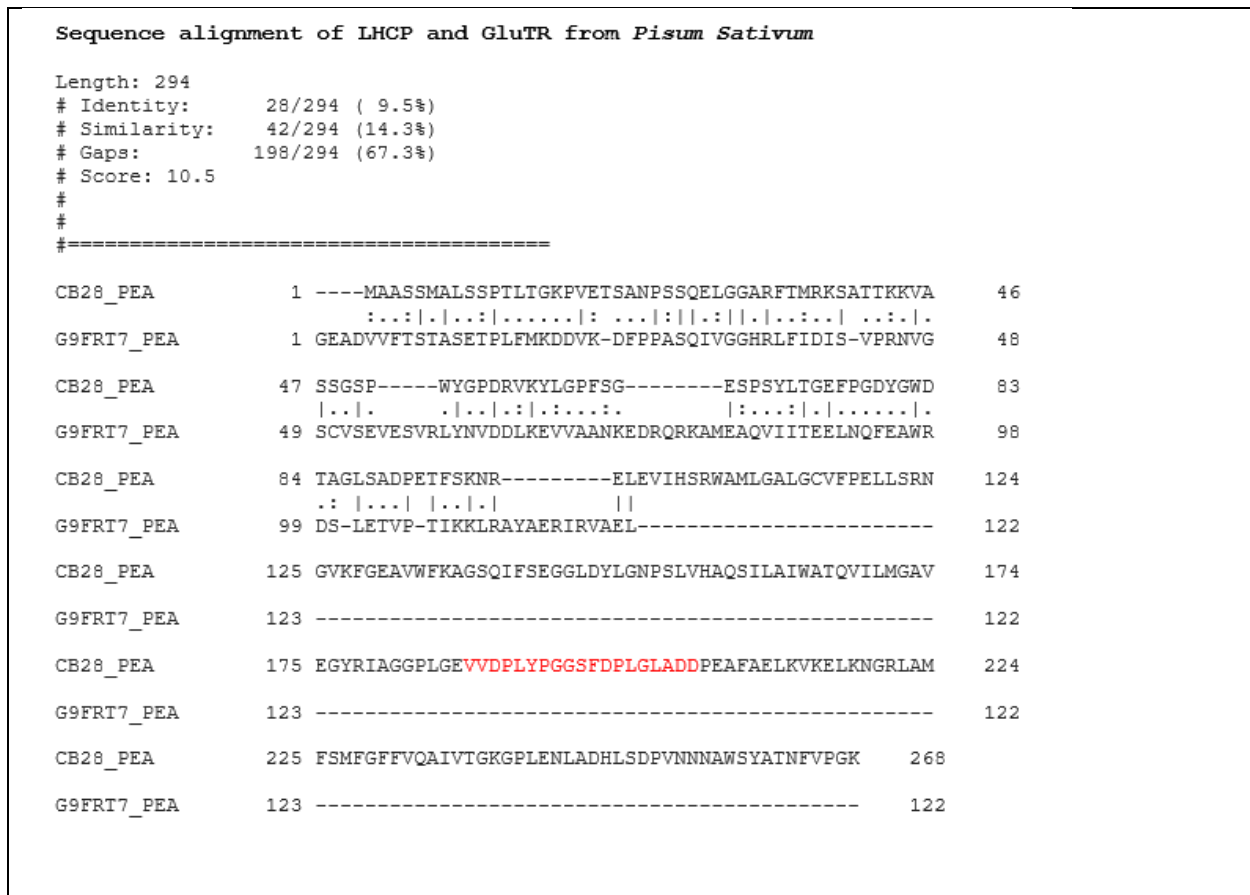 Sequence alignment of LHCP and GluTR from Pisum Sativum
Length: 294
# Identity:        28/294 ( 9.5%)
# Similarity:      42/294 (14.3%)
# Gaps:           198/294 (67.3%)
# Score: 10.5
#
#
#=======================================
CB28_PEA           1 ----MAASSMALSSPTLTGKPVETSANPSSQELGGARFTMRKSATTKKVA     46
                         :..:|.|..:|......|: ...|:||.:||.|..:..| ..:.|.
G9FRT7_PEA         1 GEADVVFTSTASETPLFMKDDVK-DFPPASQIVGGHRLFIDIS-VPRNVG     48
CB28_PEA          47 SSGSP-----WYGPDRVKYLGPFSG--------ESPSYLTGEFPGDYGWD     83
                     |..|.     .|..|.:|.:...:.        |:...:|.|......|.
G9FRT7_PEA        49 SCVSEVESVRLYNVDDLKEVVAANKEDRQRKAMEAQVIITEELNQFEAWR     98
CB28_PEA          84 TAGLSADPETFSKNR---------ELEVIHSRWAMLGALGCVFPELLSRN    124
                     .: |...| |..|.|         ||
G9FRT7_PEA        99 DS-LETVP-TIKKLRAYAERIRVAEL------------------------    122
CB28_PEA         125 GVKFGEAVWFKAGSQIFSEGGLDYLGNPSLVHAQSILAIWATQVILMGAV    174
G9FRT7_PEA       123 --------------------------------------------------    122
CB28_PEA         175 EGYRIAGGPLGEVVDPLYPGGSFDPLGLADDPEAFAELKVKELKNGRLAM    224
G9FRT7_PEA       123 --------------------------------------------------    122
CB28_PEA         225 FSMFGFFVQAIVTGKGPLENLADHLSDPVNNNAWSYATNFVPGK    268
G9FRT7_PEA       123 --------------------------------------------    122